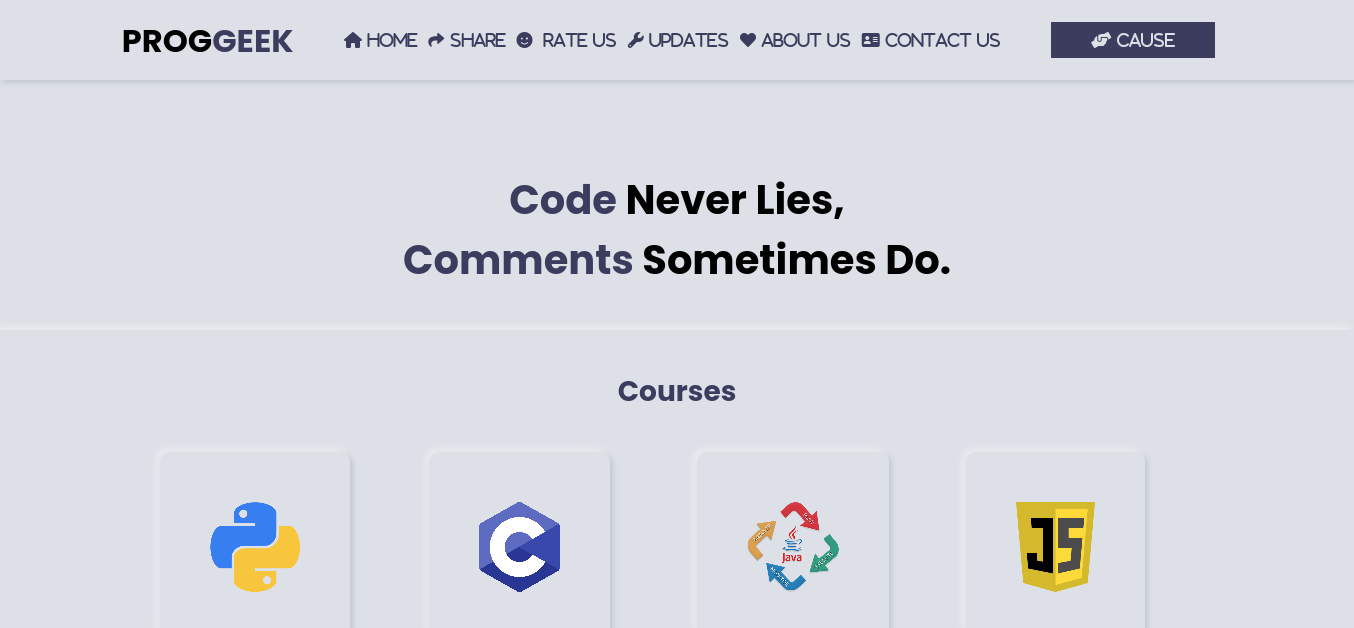 PROGGEEK HOME SHARE RATE US UPDATES ABOUT US CONTACT US CAUSE
Code Never Lies,
Comments Sometimes Do.
Courses
C Java JS